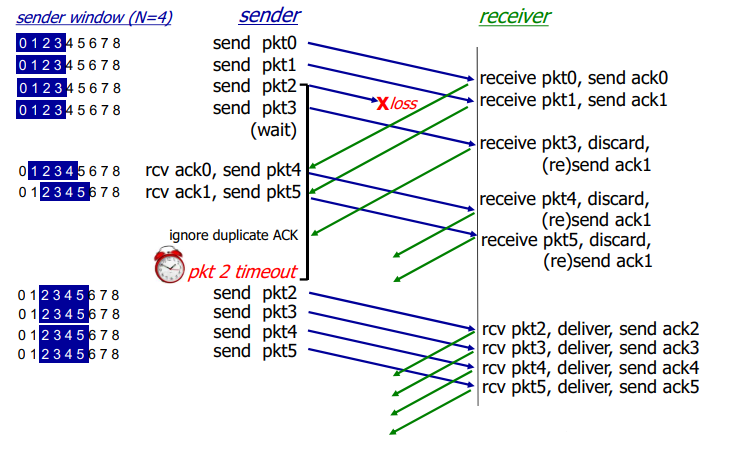 sender window (N=4) sender receiver
0 1 2 3 4 5 6 7 8 send pkt0
0 1 2 3 4 5 6 7 8 send pkt1
0 1 2 3 4 5 6 7 8 send pkt2
0 1 2 3 4 5 6 7 8 send pkt3
(wait)
X loss
receive pkt0, send ack0
receive pkt1, send ack1
receive pkt3, discard,
(re)send ack1
0 1 2 3 4 5 6 7 8 rcv ack0, send pkt4
0 1 2 3 4 5 6 7 8 rcv ack1, send pkt5
receive pkt4, discard,
(re)send ack1
receive pkt5, discard,
(re)send ack1
ignore duplicate ACK
pkt 2 timeout
0 1 2 3 4 5 6 7 8 send pkt2
0 1 2 3 4 5 6 7 8 send pkt3
0 1 2 3 4 5 6 7 8 send pkt4
0 1 2 3 4 5 6 7 8 send pkt5
rcv pkt2, deliver, send ack2
rcv pkt3, deliver, send ack3
rcv pkt4, deliver, send ack4
rcv pkt5, deliver, send ack5